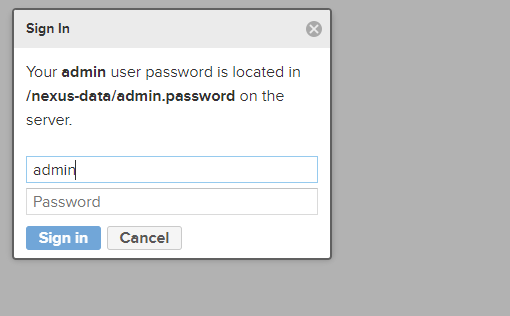 Sign In
Your admin user password is located in
/nexus-data/admin.password on the
server.
admin
Password
Sign in Cancel